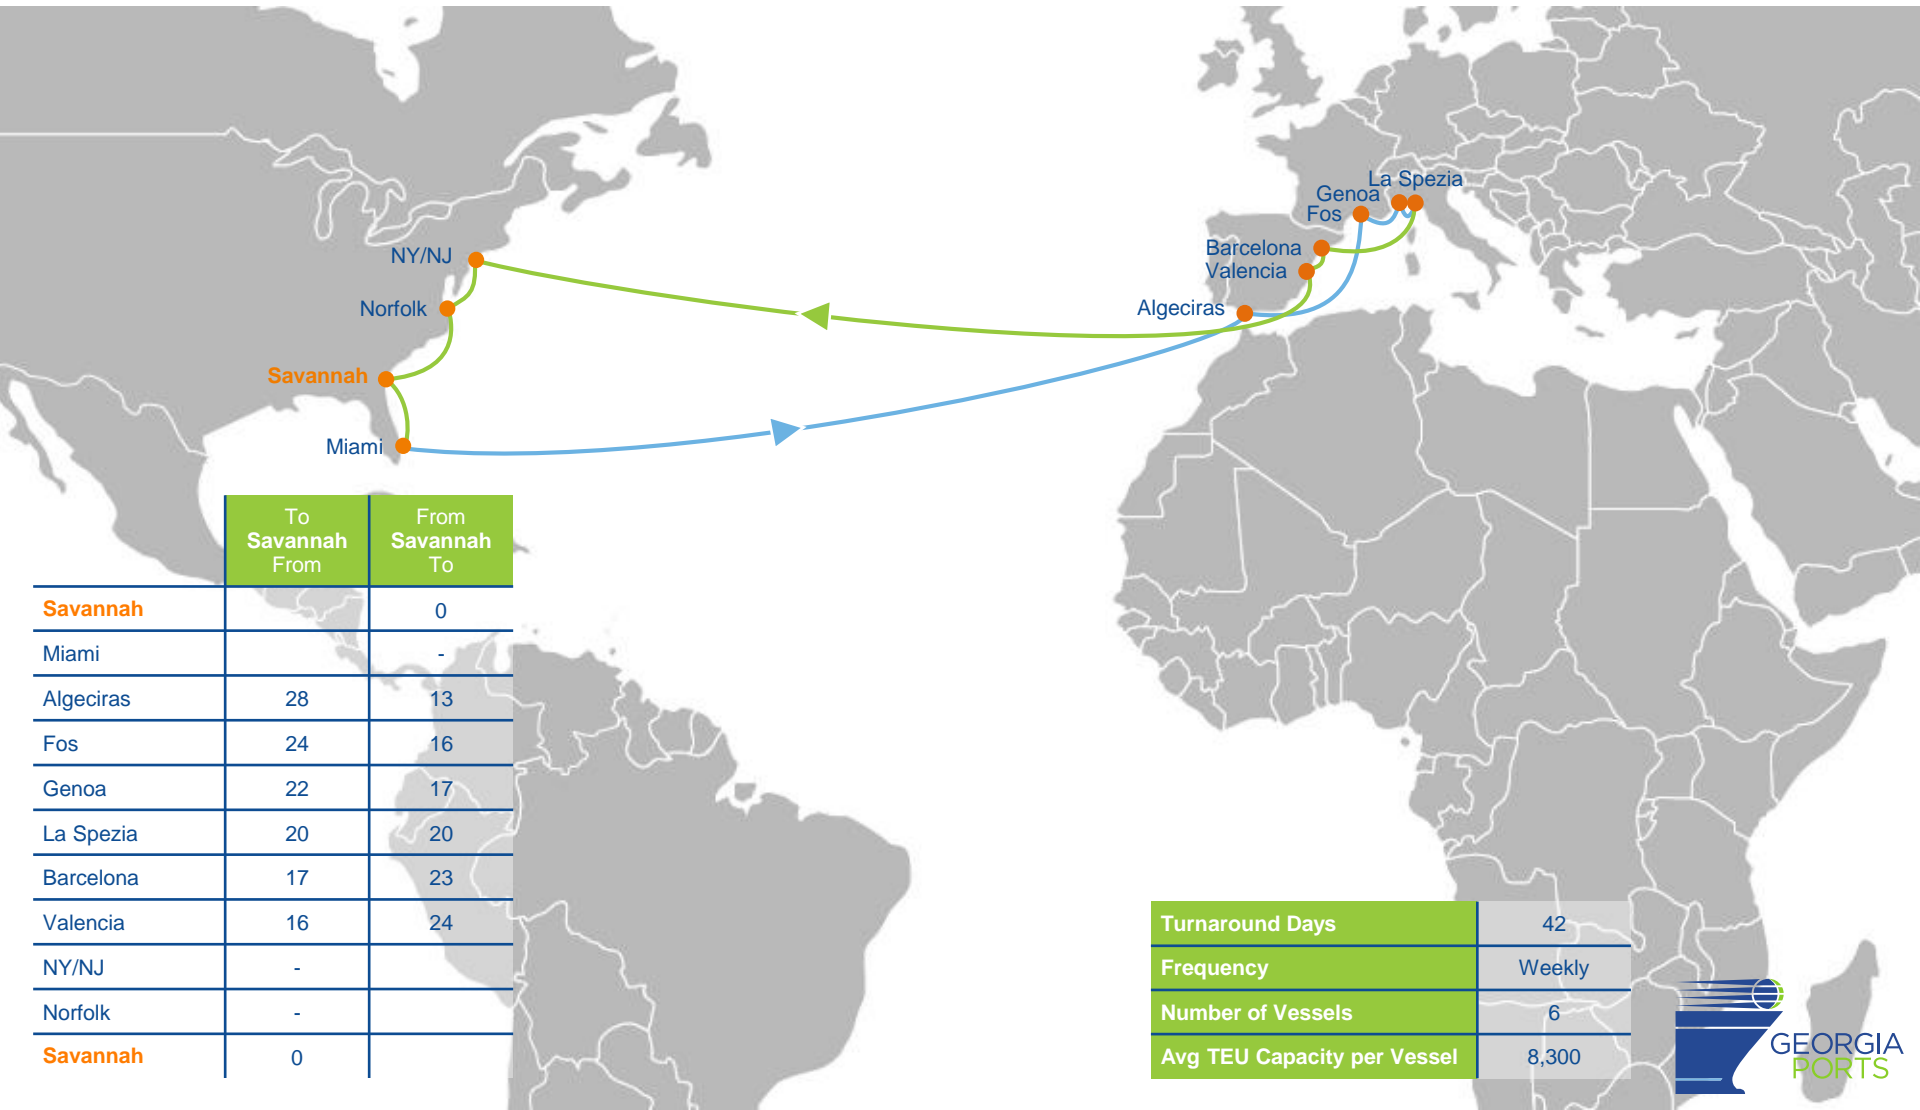 La Spezia
Genoa
Fos
NY/NJ
Barcelona
Valencia
Norfolk
Algeciras
Savannah
Miami
To
Savannah
From
From
Savannah
To
Savannah 0
Miami -
Algeciras 28 13
Fos 24 16
Genoa 22 17
La Spezia 20 20
Barcelona 17 23
Valencia 16 24
NY/NJ -
Norfolk -
Savannah 0
Turnaround Days 42
Frequency Weekly
Number of Vessels 6
Avg TEU Capacity per Vessel 8,300
GEORGIA
PORTS